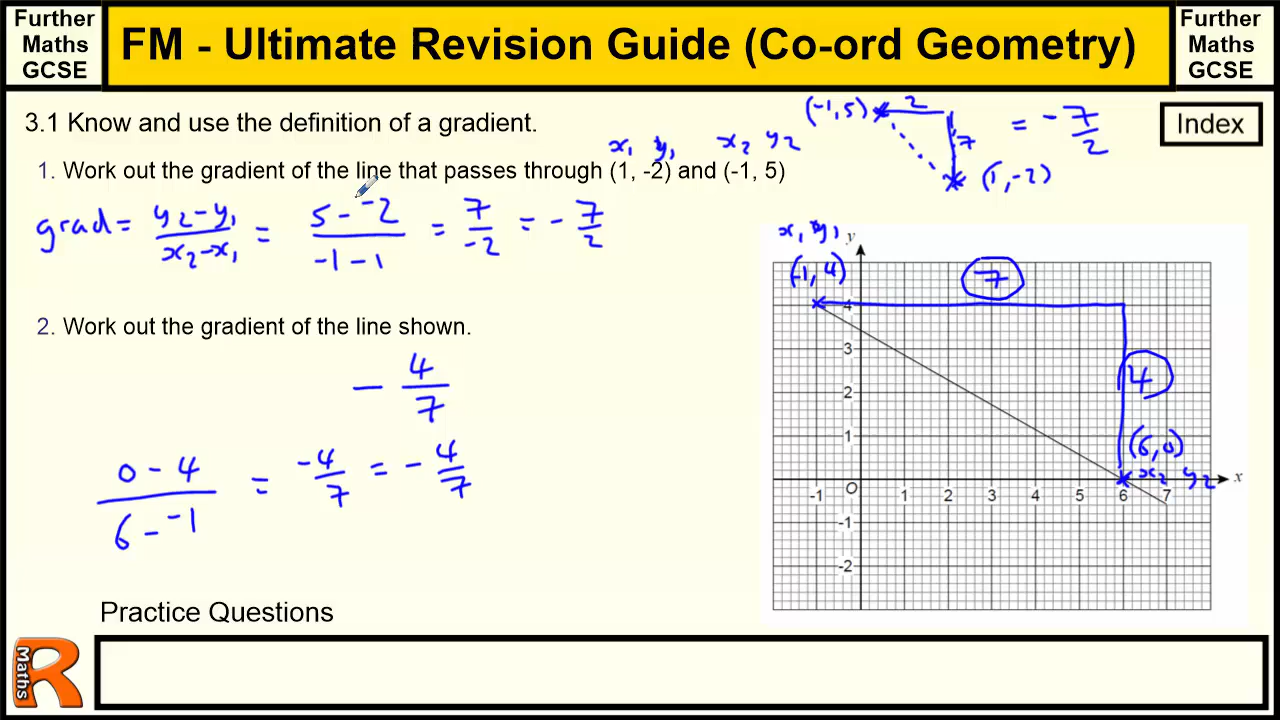 Further
Maths
GCSE
FM - Ultimate Revision Guide (Co-ord Geometry)
Further
Maths
GCSE
3.1 Know and use the definition of a gradient.
(-1, 5) 2
7
(1, -2)
= - 7/2
Index
x₁ y₁ x₂ y₂
1. Work out the gradient of the line that passes through (1, -2) and (-1, 5)
grad = y₂-y₁/x₂-x₁ = 5 - -2/-1 - 1 = 7/-2 = - 7/2
2. Work out the gradient of the line shown.
- 4/7
0 - 4/6 - -1 = -4/7 = - 4/7
x₁ y₁ y
(-1, 4) 7
4
3
2
1
4
(6, 0)
x₂ y₂ x
-1 O 1 2 3 4 5 6 7
-1
-2
Practice Questions
R
Maths